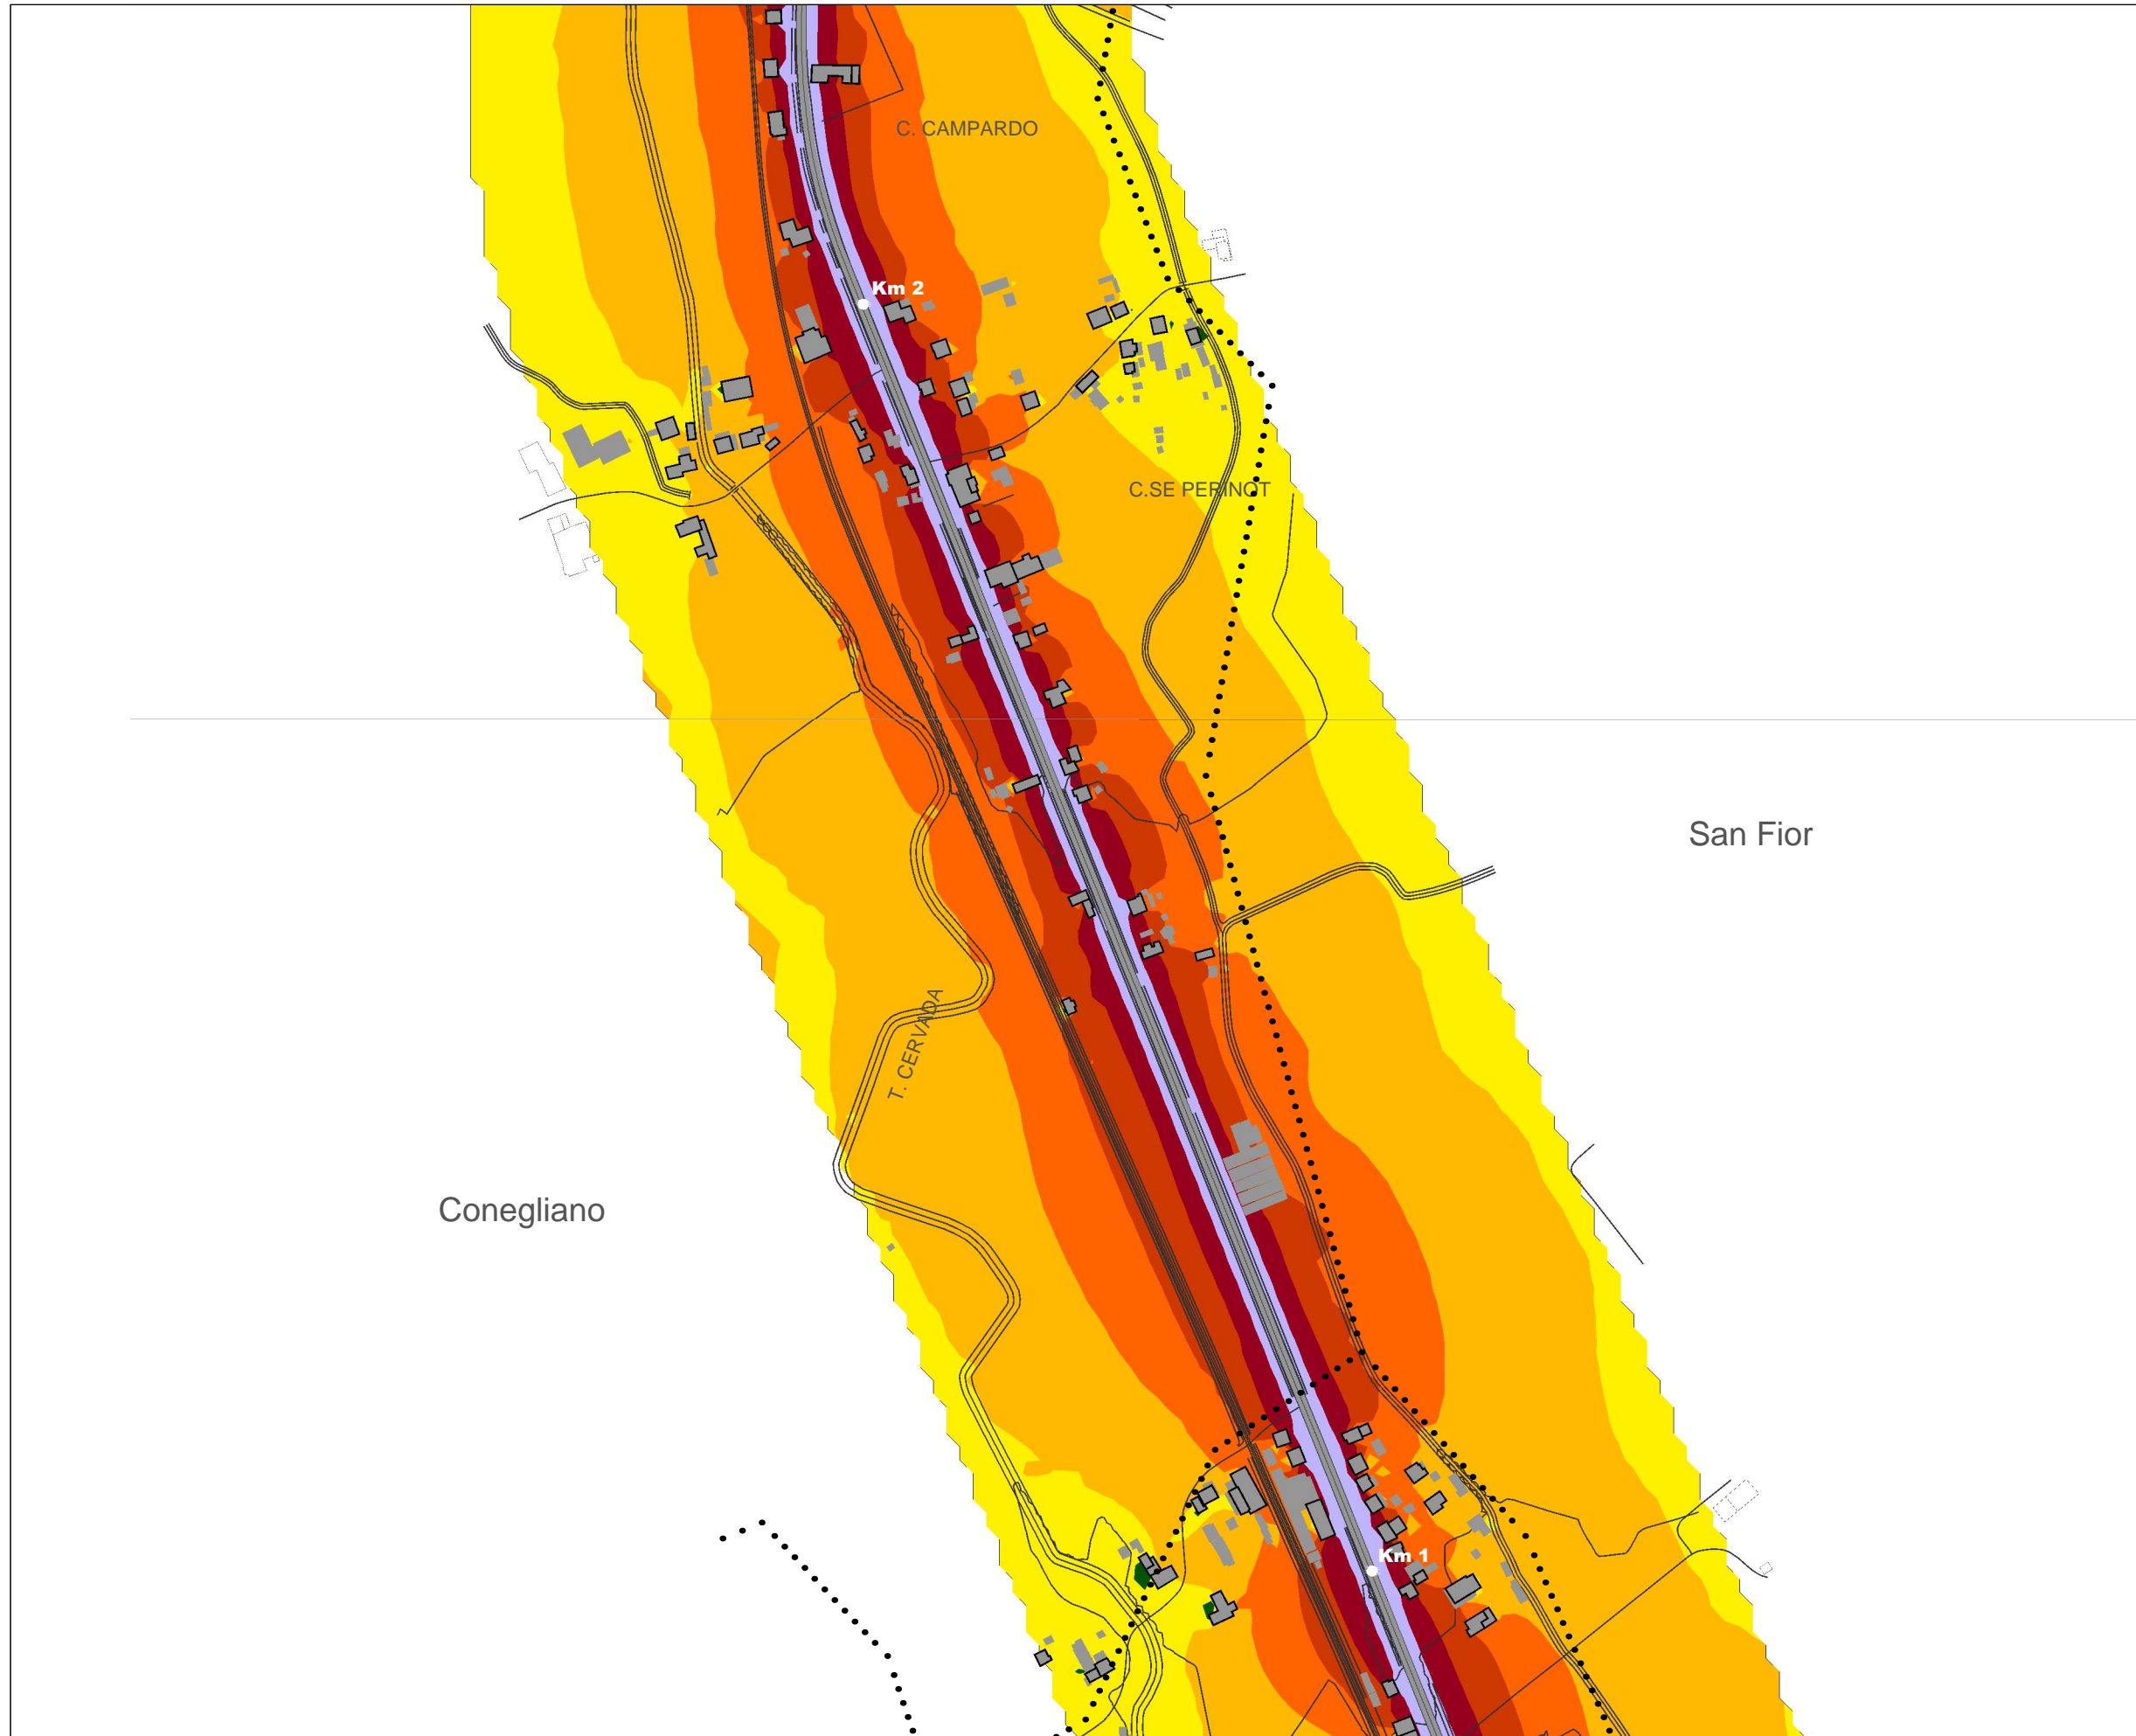 C. CAMPARDO
Km 2
C.SE PERINOT
San Fior
T. CERVADA
Conegliano
Km 1